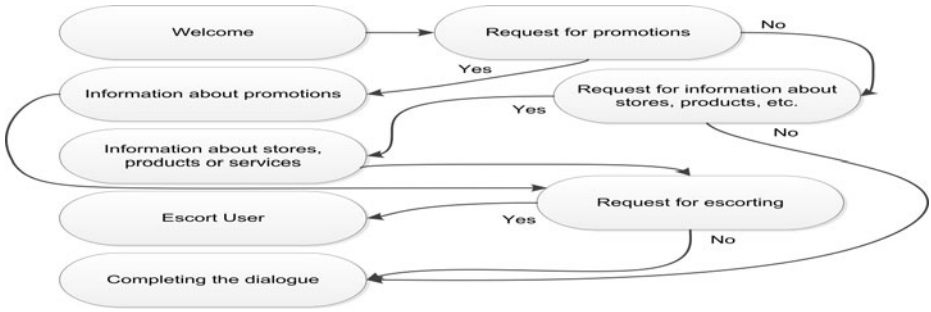 Welcome
Request for promotions
No
Yes
Information about promotions
Request for information about
stores, products, etc.
Yes
No
Information about stores,
products or services
Request for escorting
Escort User
Yes
No
Completing the dialogue